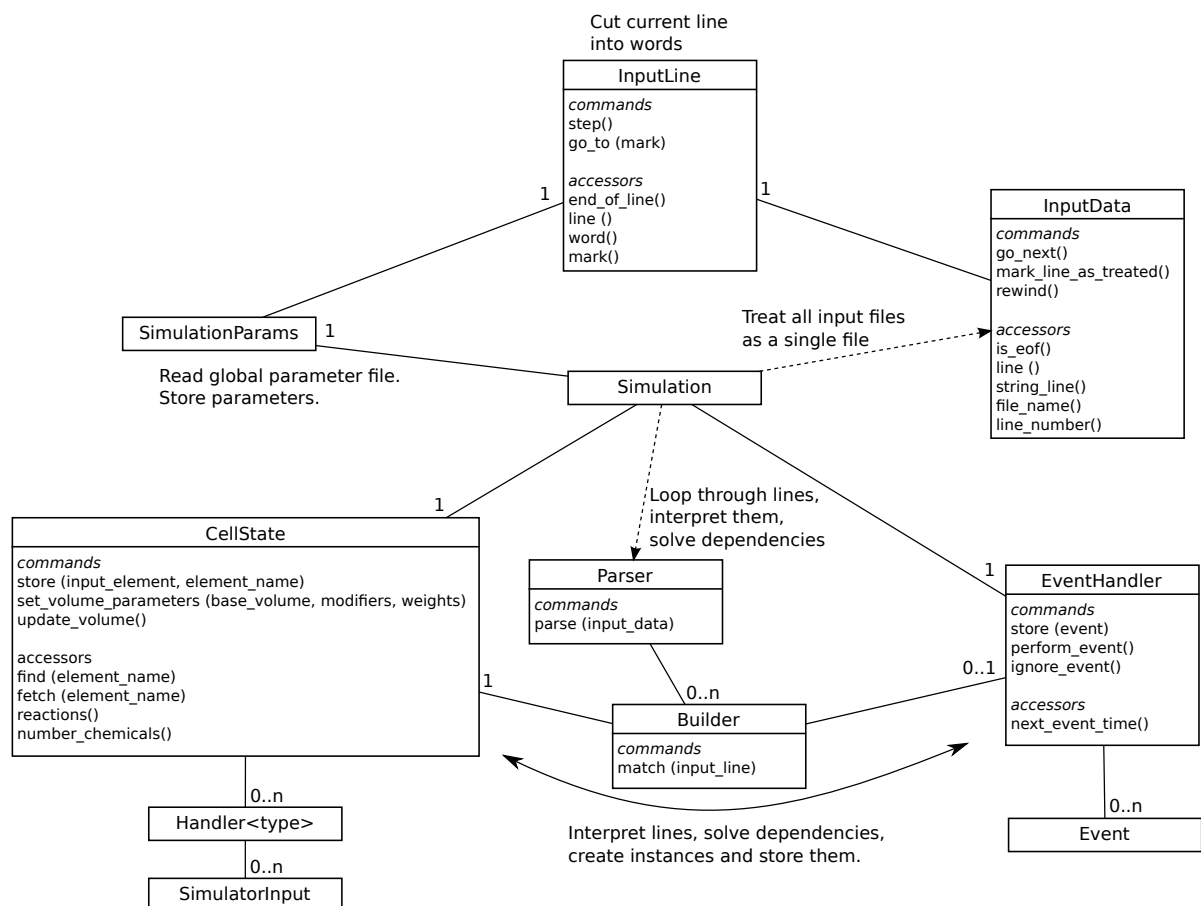 Cut current line
into words
InputLine
commands
step()
go_to (mark)
accessors
end_of_line()
line ()
word()
mark()
1
1
InputData
commands
go_next()
mark_line_as_treated()
rewind()
accessors
is_eof()
line ()
string_line()
file_name()
line_number()
Treat all input files
as a single file
SimulationParams
1
Read global parameter file.
Store parameters.
Simulation
1
Loop through lines,
interpret them,
solve dependencies
CellState
commands
store (input_element, element_name)
set_volume_parameters (base_volume, modifiers, weights)
update_volume()
accessors
find (element_name)
fetch (element_name)
reactions()
number_chemicals()
Parser
commands
parse (input_data)
1
EventHandler
commands
store (event)
perform_event()
ignore_event()
accessors
next_event_time()
1
0..n
0..1
Builder
commands
match (input_line)
0..n
Handler<type>
0..n
SimulatorInput
Interpret lines, solve dependencies,
create instances and store them.
0..n
Event